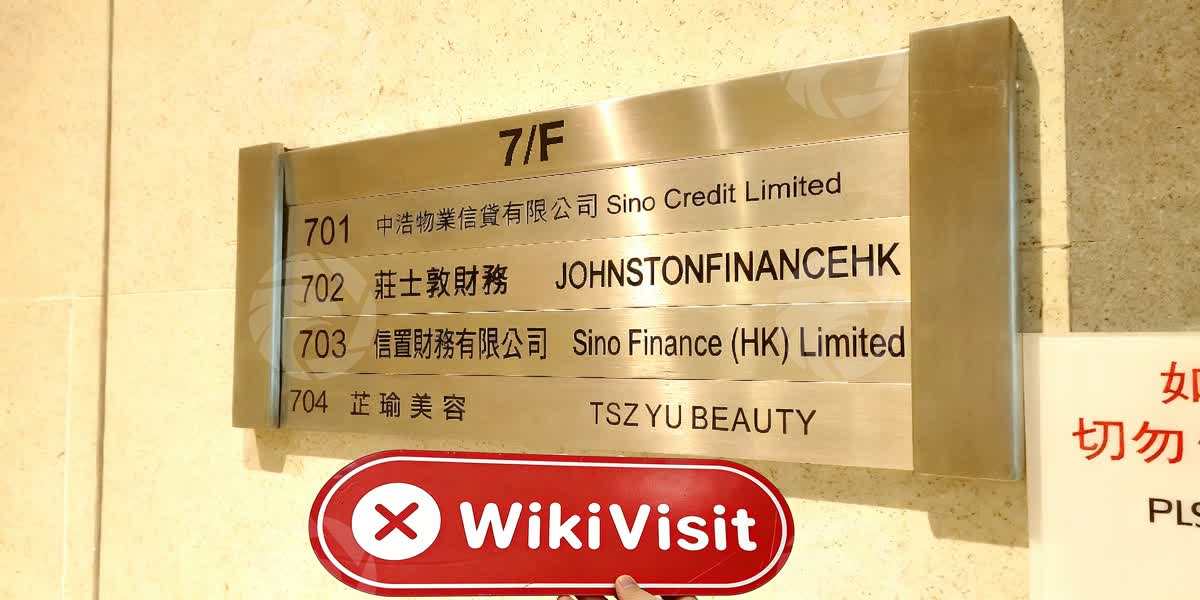 7/F
701 中浩物業信貸有限公司 Sino Credit Limited
702 莊士敦財務 JOHNSTONFINANCEHK
703 信置財務有限公司 Sino Finance (HK) Limited
704 芷瑜美容 TSZ YU BEAUTY
WikiVisit
切勿